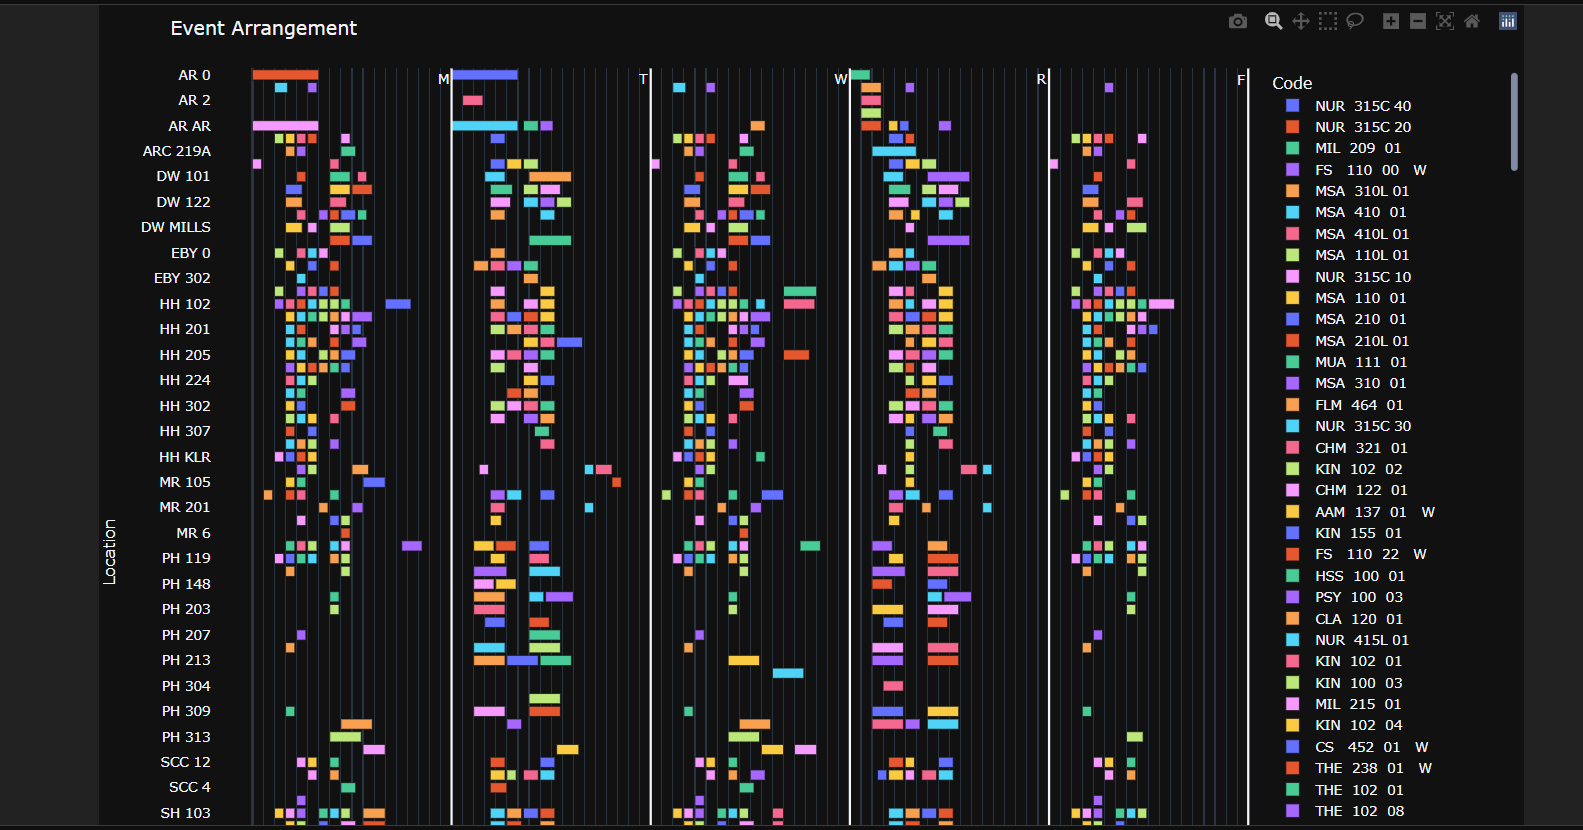 Event Arrangement
M
T
W
R
F
AR 0
AR 2
AR AR
ARC 219A
DW 101
DW 122
DW MILLS
EBY 0
EBY 302
HH 102
HH 201
HH 205
HH 224
HH 302
HH 307
HH KLR
MR 105
MR 201
MR 6
PH 119
PH 148
PH 203
PH 207
PH 213
PH 304
PH 309
PH 313
SCC 12
SCC 4
SH 103
Location
Code
NUR 315C 40
NUR 315C 20
MIL 209 01
FS 110 00 W
MSA 310L 01
MSA 410 01
MSA 410L 01
MSA 110L 01
NUR 315C 10
MSA 110 01
MSA 210 01
MSA 210L 01
MUA 111 01
MSA 310 01
FLM 464 01
NUR 315C 30
CHM 321 01
KIN 102 02
CHM 122 01
AAM 137 01 W
KIN 155 01
FS 110 22 W
HSS 100 01
PSY 100 03
CLA 120 01
NUR 415L 01
KIN 102 01
KIN 100 03
MIL 215 01
KIN 102 04
CS 452 01 W
THE 238 01 W
THE 102 01
THE 102 08